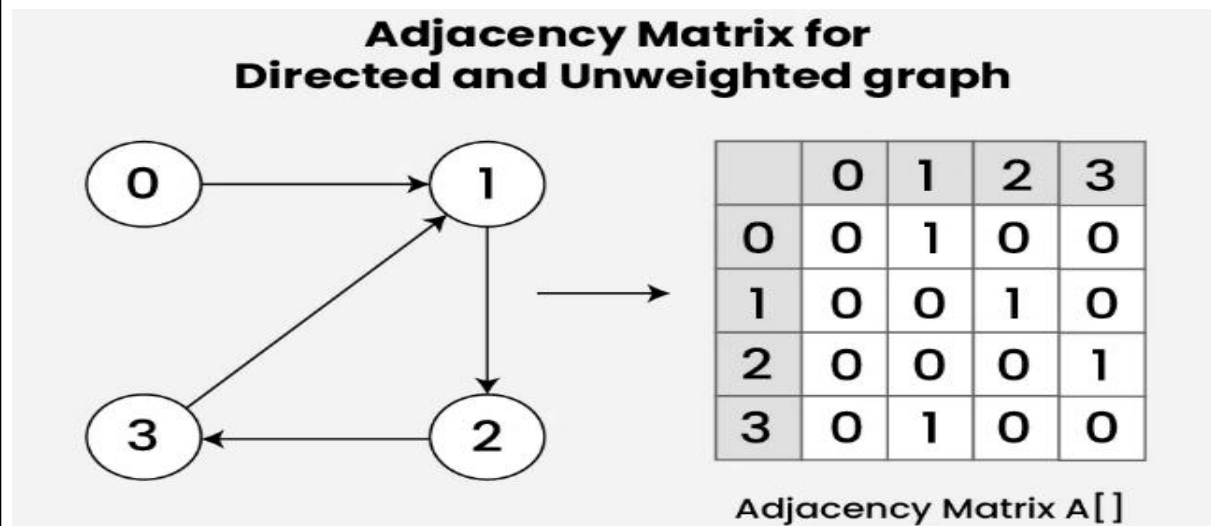 Adjacency Matrix for
Directed and Unweighted graph
0 1
3 2
0 1 2 3
0 0 1 0 0
1 0 0 1 0
2 0 0 0 1
3 0 1 0 0
Adjacency Matrix A[]